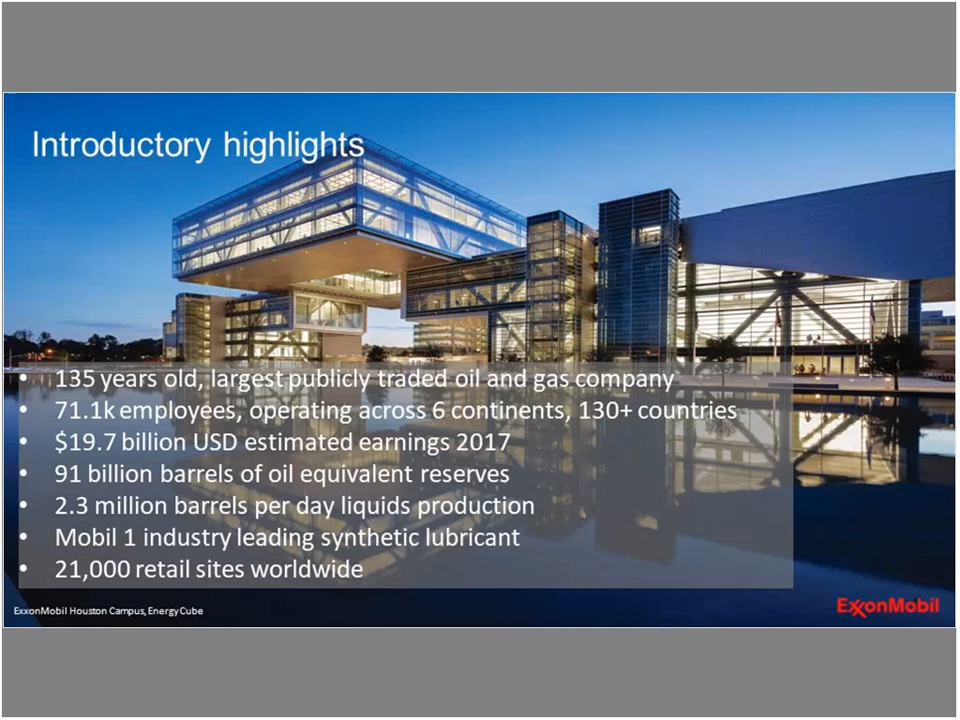 Introductory highlights
• 135 years old, largest publicly traded oil and gas company
• 71.1k employees, operating across 6 continents, 130+ countries
• $19.7 billion USD estimated earnings 2017
• 91 billion barrels of oil equivalent reserves
• 2.3 million barrels per day liquids production
• Mobil 1 industry leading synthetic lubricant
• 21,000 retail sites worldwide
ExxonMobil Houston Campus, Energy Cube
ExxonMobil